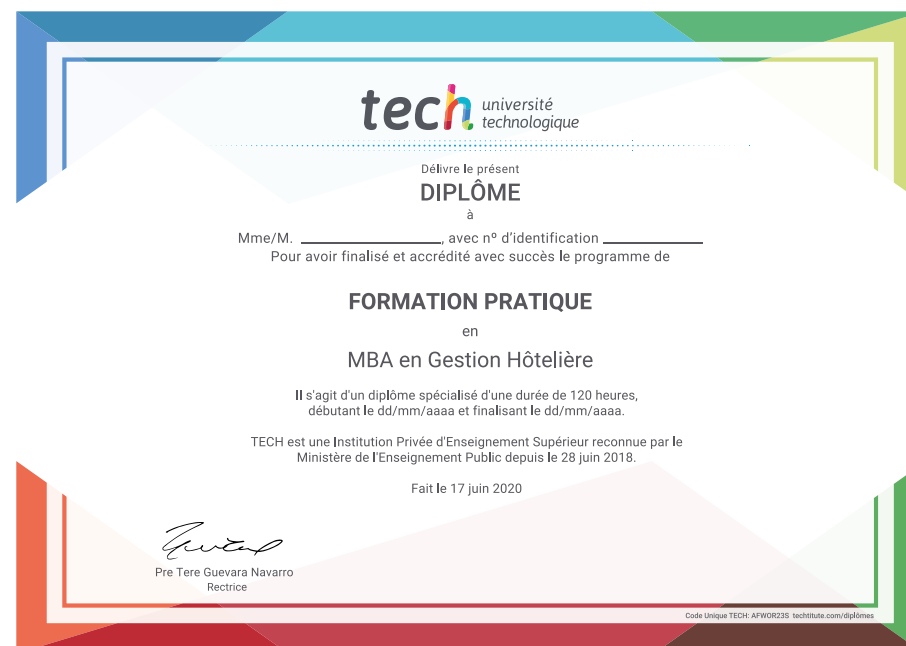 tech université
technologique
Délivre le présent
DIPLÔME
à
Mme/M. ____________________, avec nº d'identification ______________
Pour avoir finalisé et accrédité avec succès le programme de
FORMATION PRATIQUE
en
MBA en Gestion Hôtelière
Il s'agit d'un diplôme spécialisé d'une durée de 120 heures,
débutant le dd/mm/aaaa et finalisant le dd/mm/aaaa.
TECH est une Institution Privée d'Enseignement Supérieur reconnue par le
Ministère de l'Enseignement Public depuis le 28 juin 2018.
Fait le 17 juin 2020
Pre Tere Guevara Navarro
Rectrice
Code Unique TECH: AFWOR23S techtitute.com/diplômes